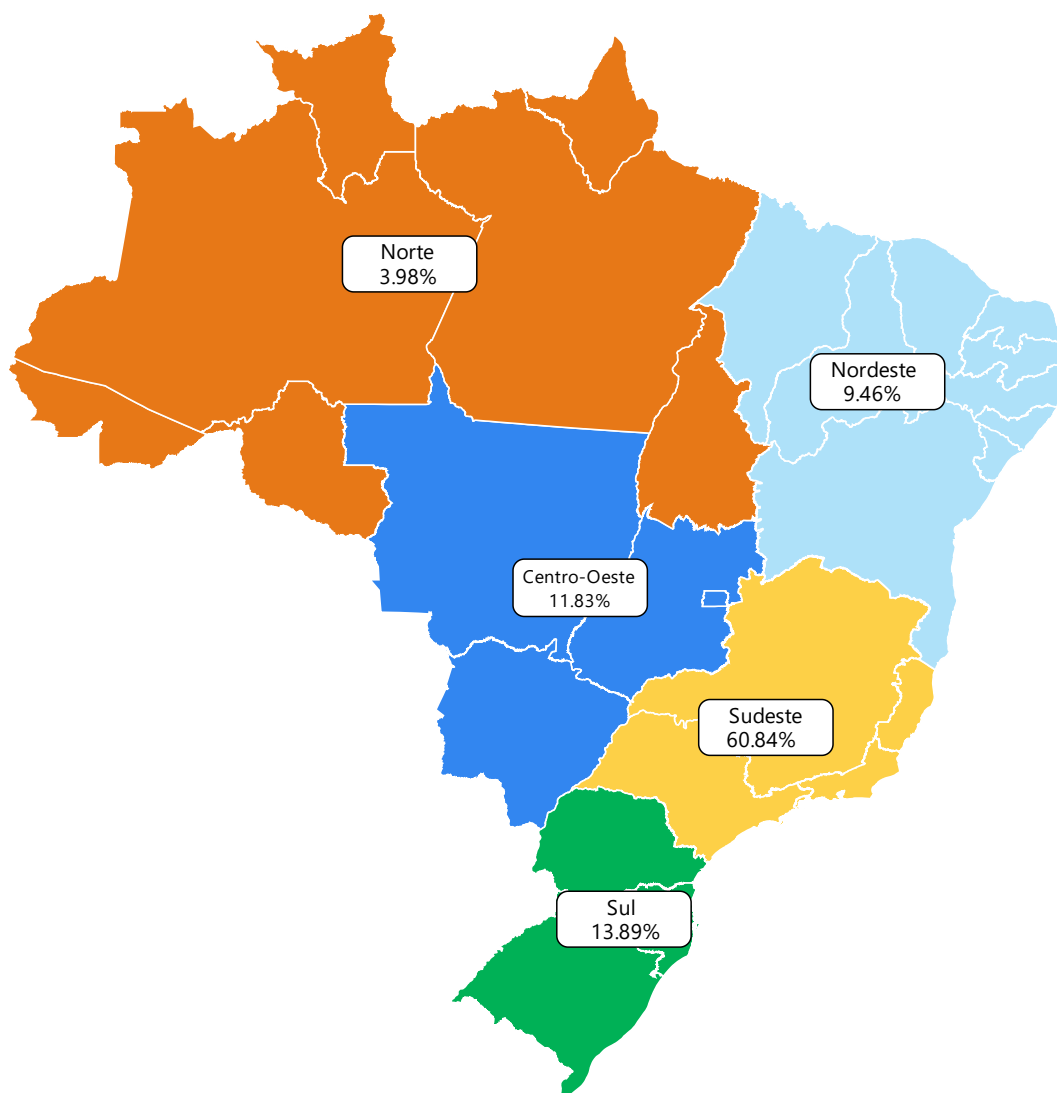 Norte
3.98%
Nordeste
9.46%
Centro-Oeste
11.83%
Sudeste
60.84%
Sul
13.89%